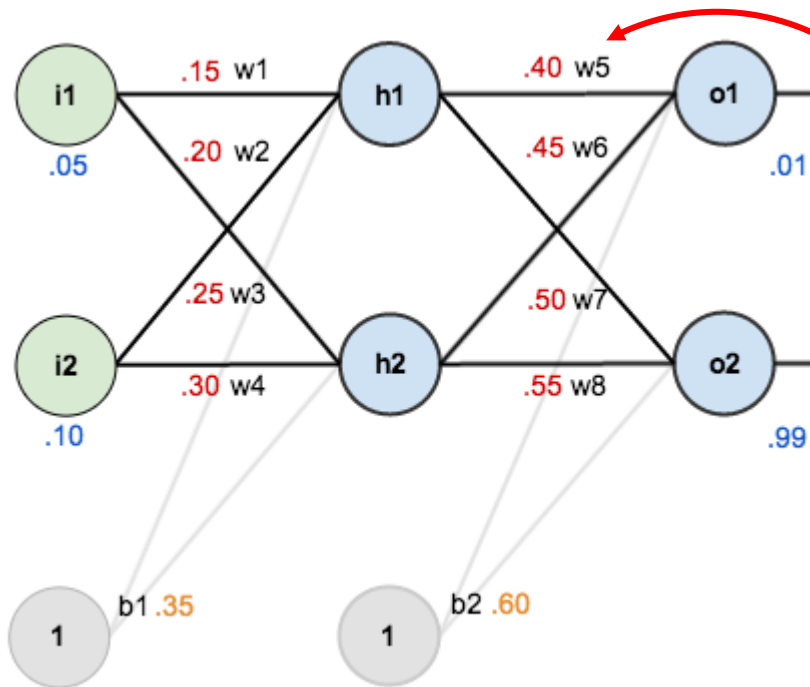 .15 w1
.40 w5
i1
h1
o1
.05
.20 w2
.45 w6
.01
.25 w3
.50 w7
i2
h2
o2
.30 w4
.55 w8
.10
.99
b1 .35
b2 .60
1
1